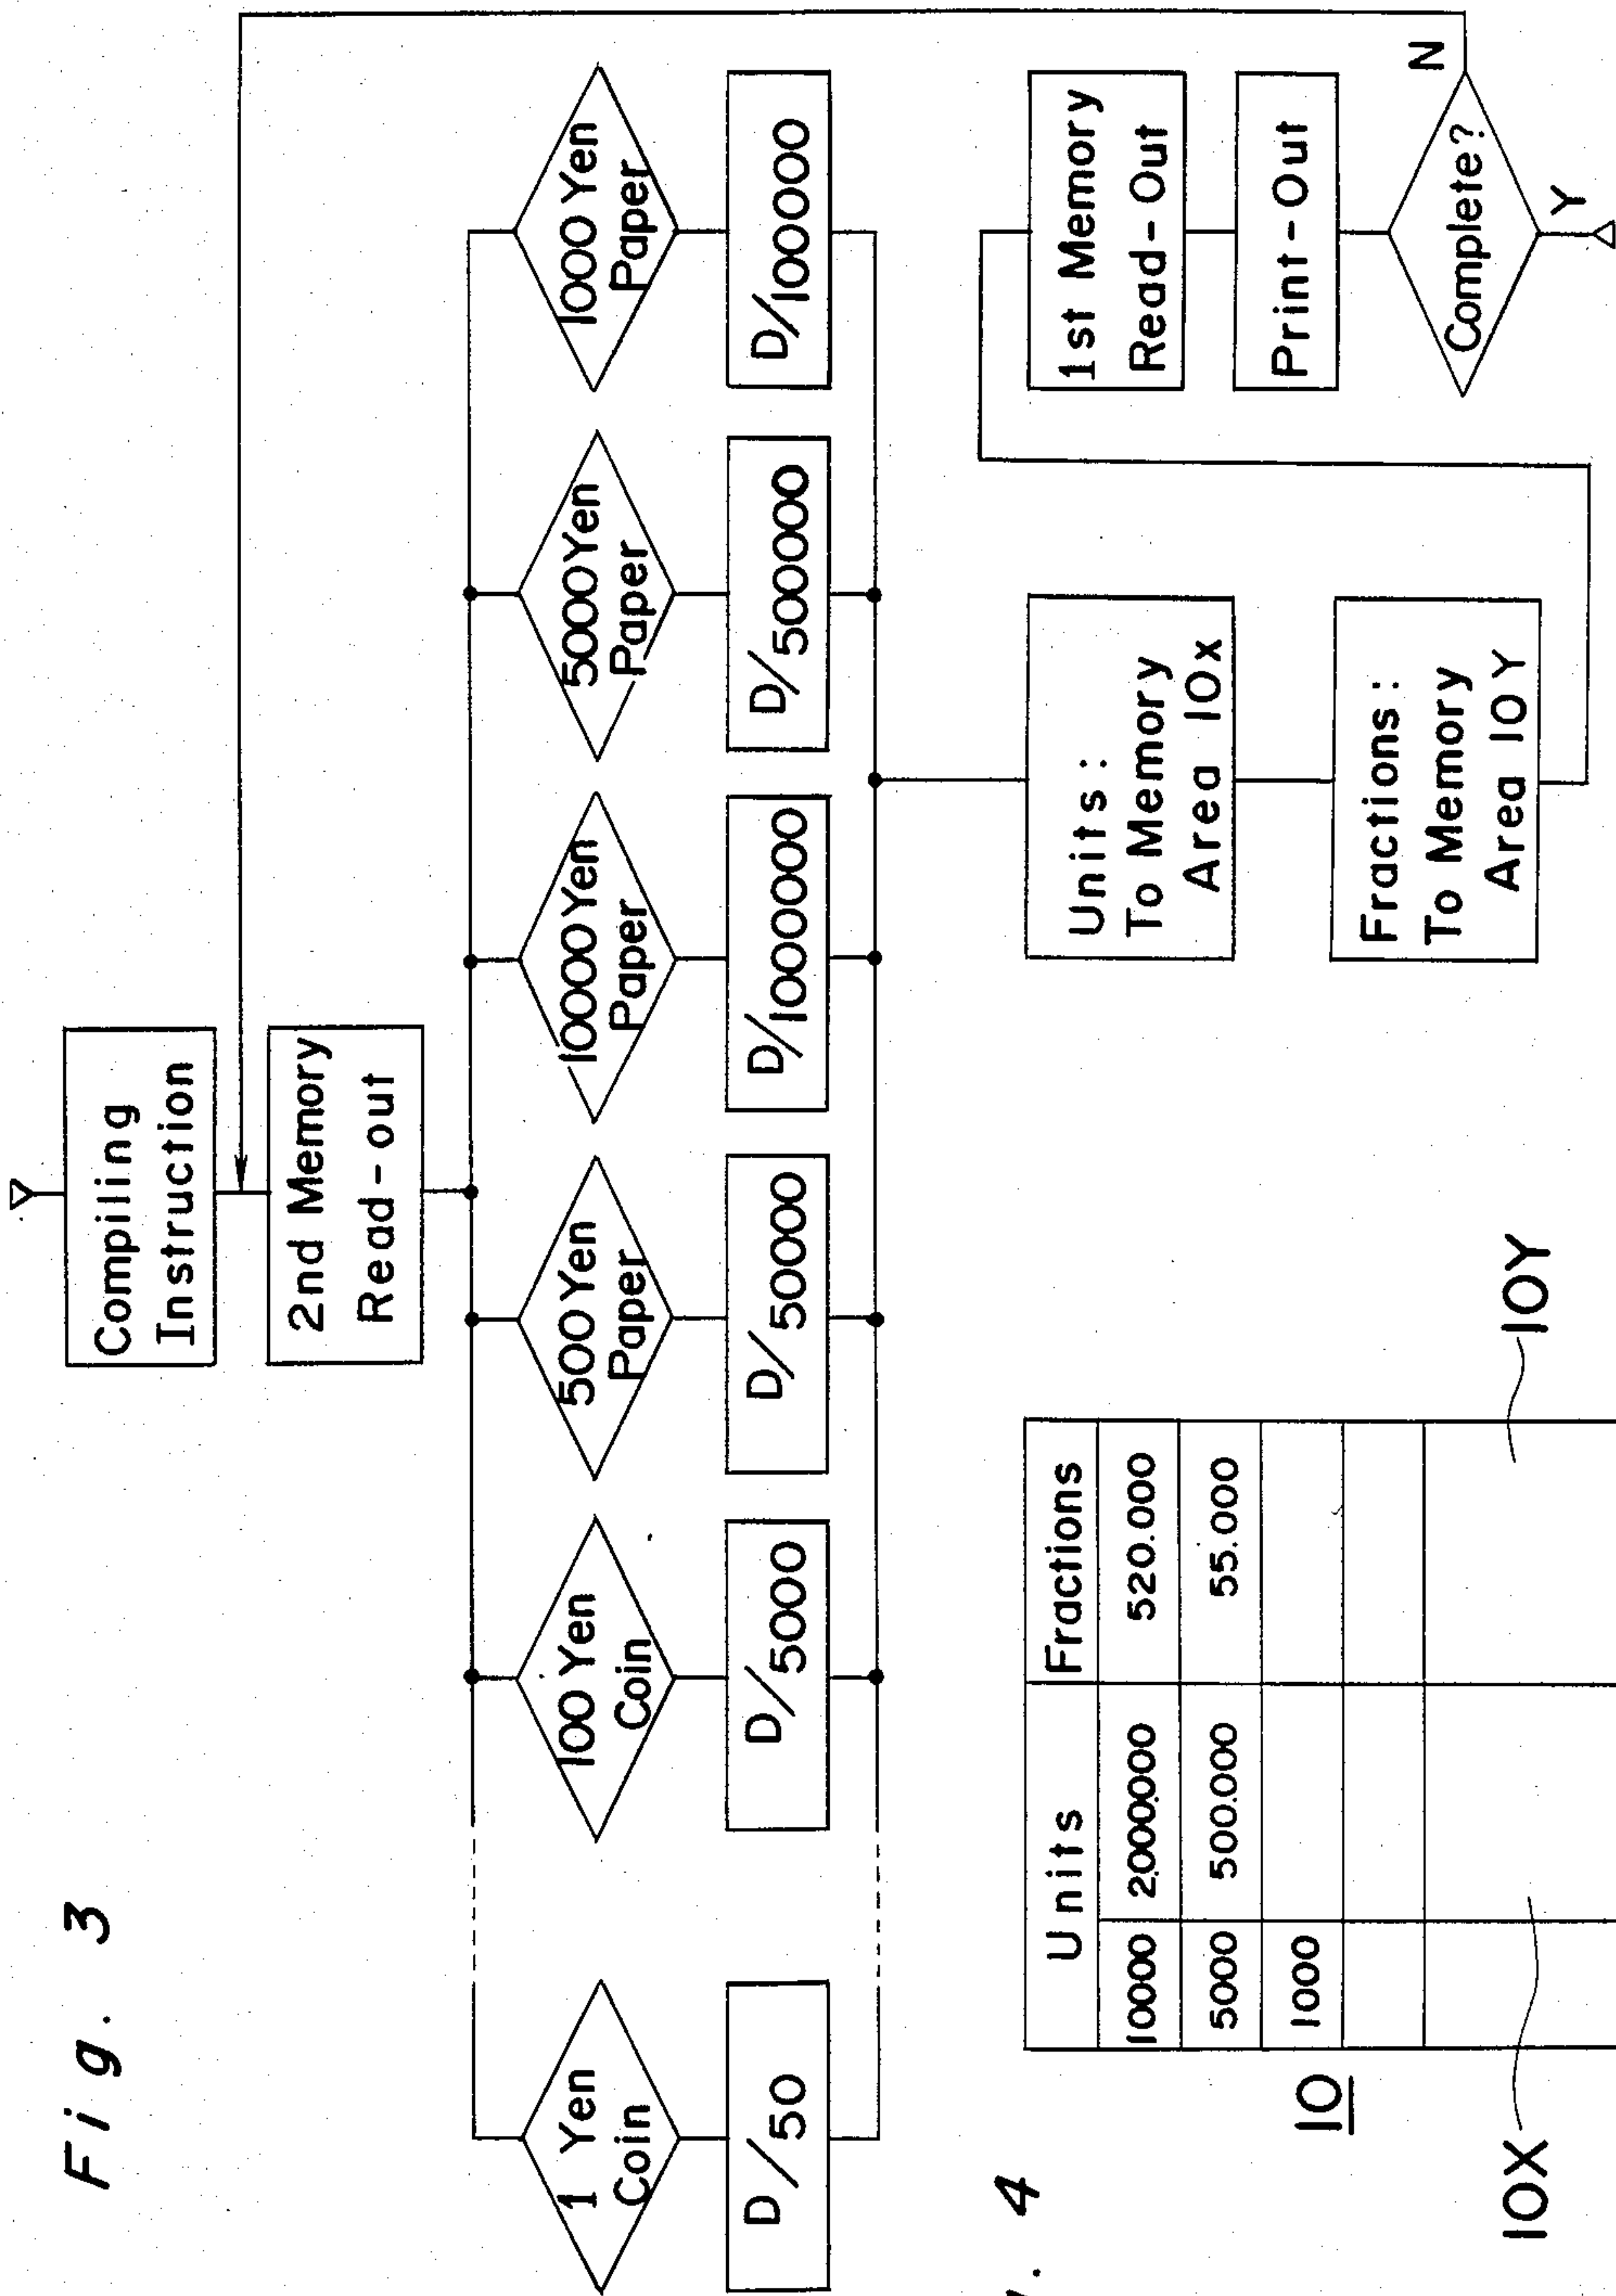 Fig. 3
Compiling
Instruction
2nd Memory
Read-out
1 Yen
Coin
100 Yen
Coin
500 Yen
Paper
10000 Yen
Paper
5000 Yen
Paper
1000 Yen
Paper
D/50
D/5000
D/50000
D/1000000
D/500000
D/100000
Units:
To Memory
Area 10x
Fractions:
To Memory
Area 10Y
1st Memory
Read-Out
Print-Out
Complete?
N
Y
4
10
Units Fractions
10000 2000000 520.000
5000 500.000 55.000
1000
10X
10Y